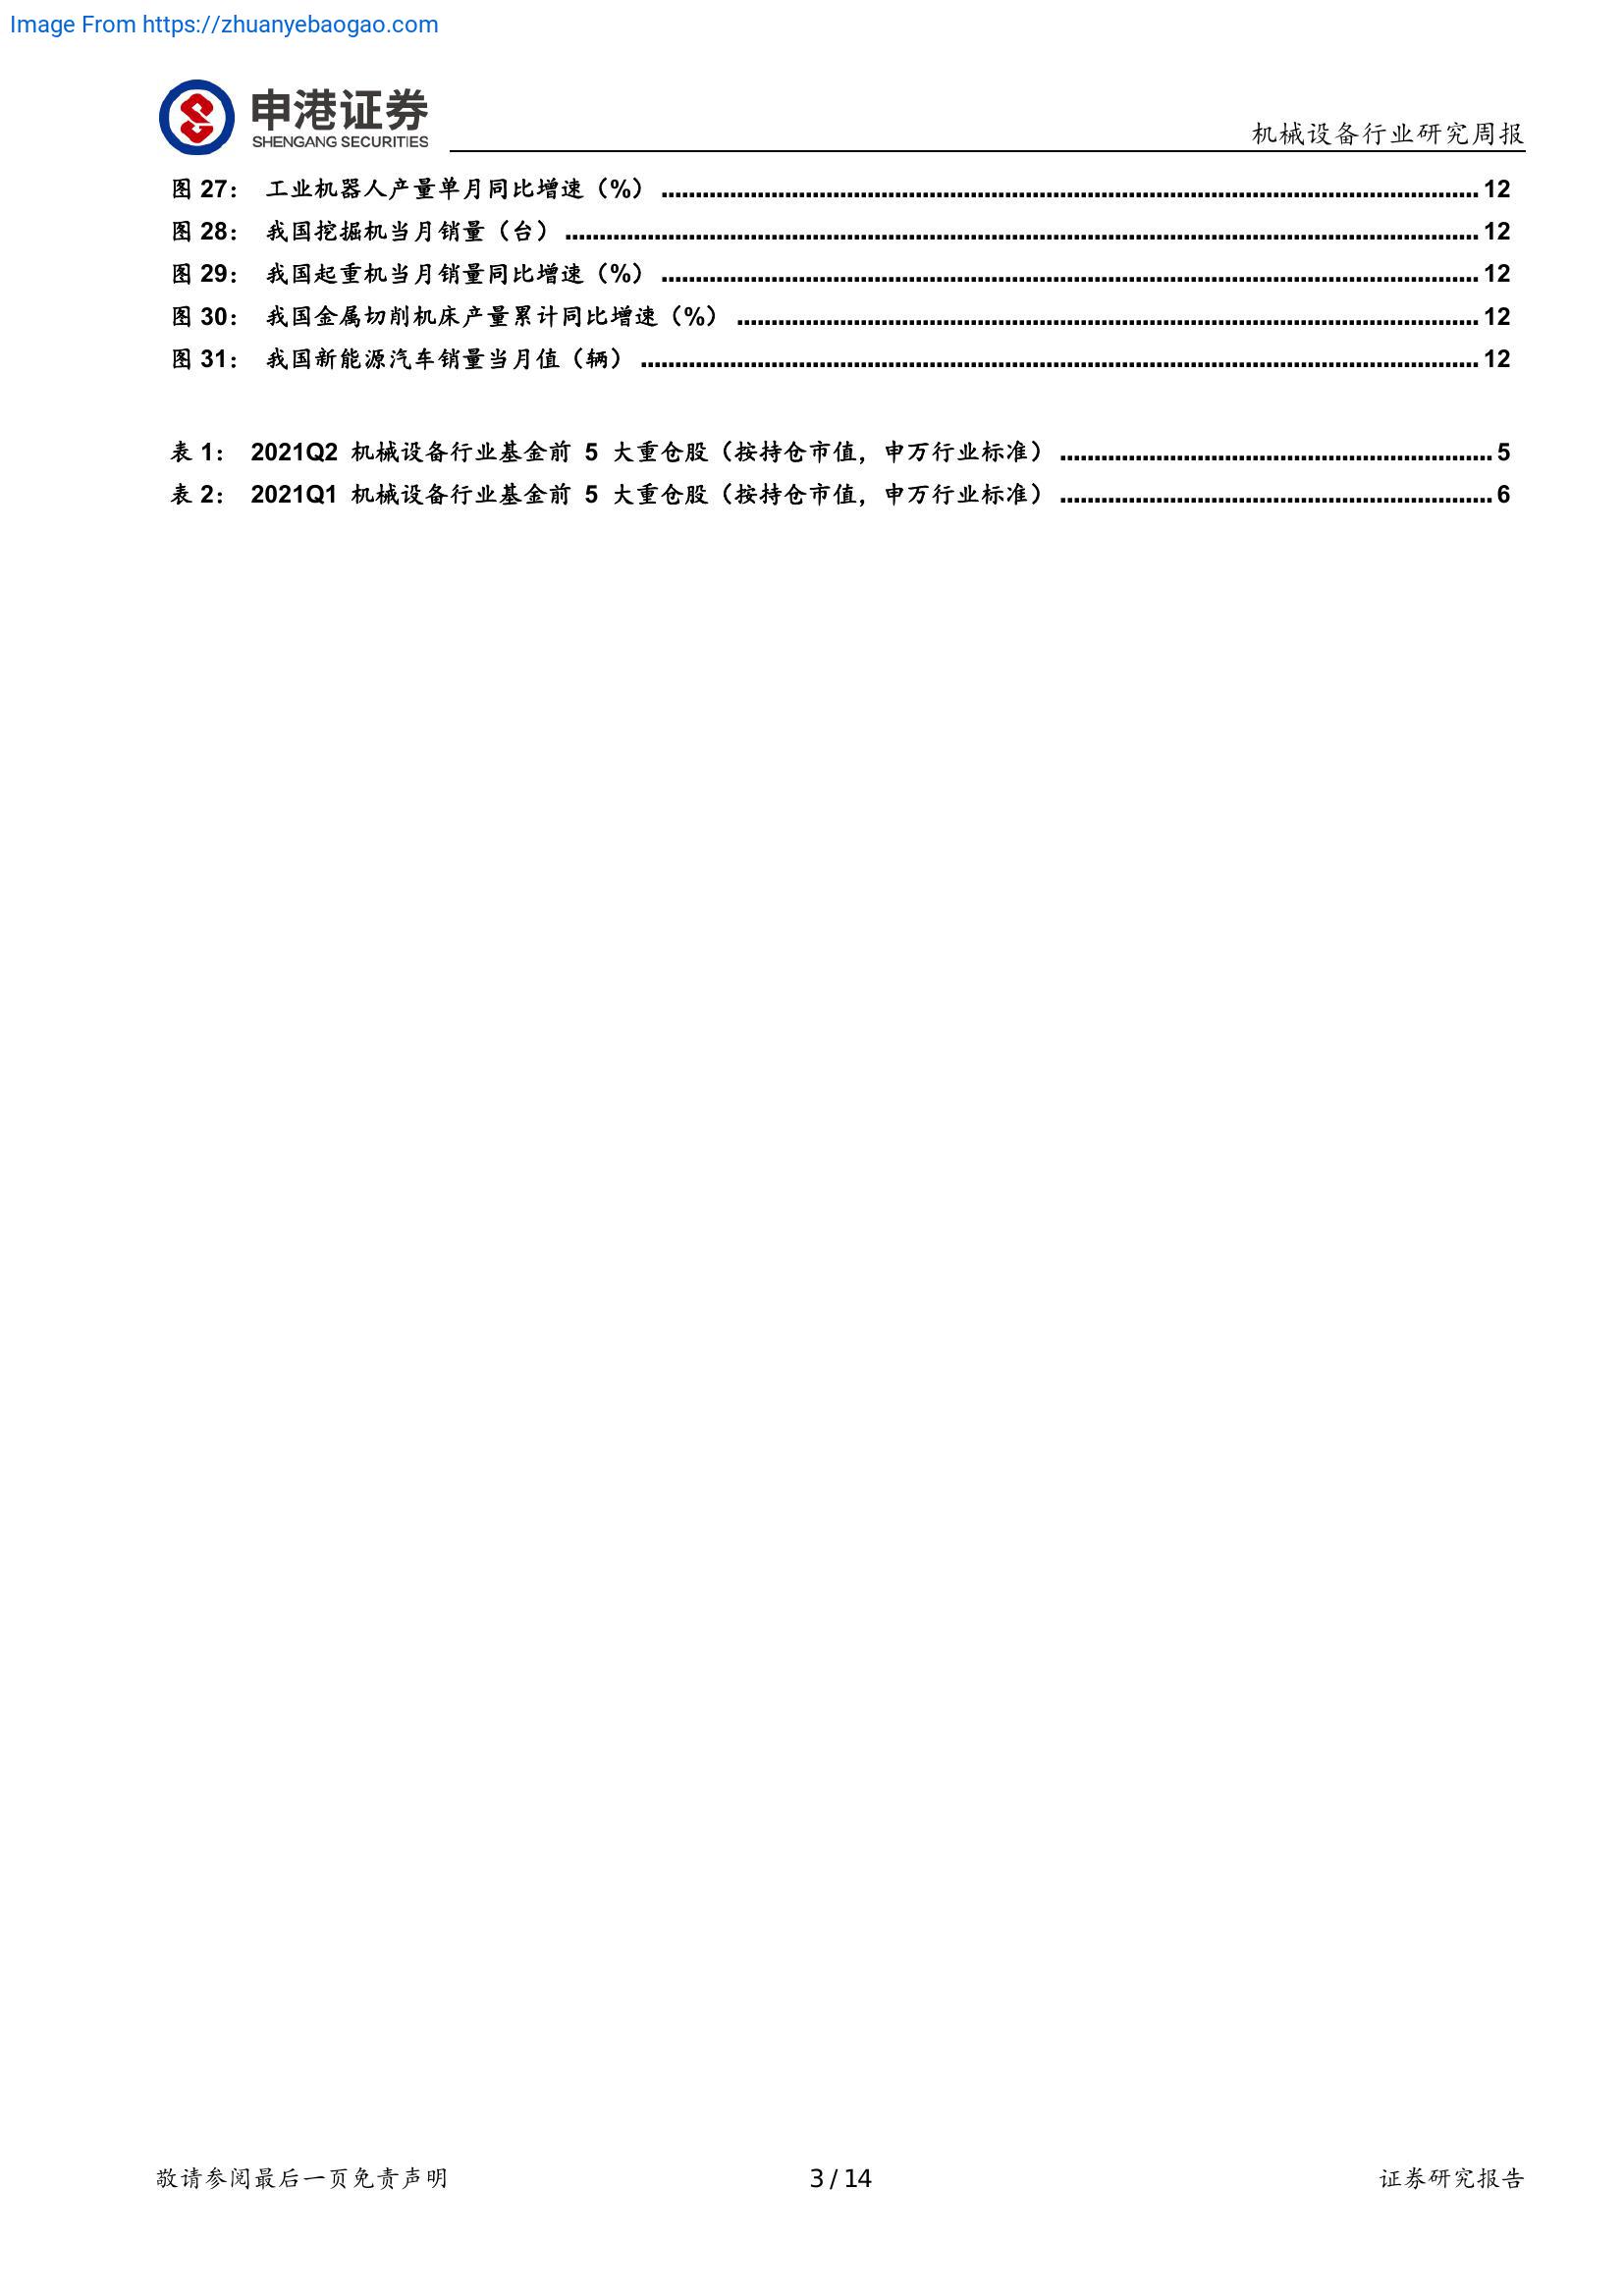 Image From https://zhuanyebaogao.com
申港证券
SHENGANG SECURITIES
机械设备行业研究周报
图 27： 工业机器人产量单月同比增速（%） ........................................ 12
图 28： 我国挖掘机当月销量（台） ........................................ 12
图 29： 我国起重机当月销量同比增速（%） ........................................ 12
图 30： 我国金属切削机床产量累计同比增速（%） ........................................ 12
图 31： 我国新能源汽车销量当月值（辆） ........................................ 12
表 1： 2021Q2 机械设备行业基金前 5 大重仓股（按持仓市值，申万行业标准） ........................................ 5
表 2： 2021Q1 机械设备行业基金前 5 大重仓股（按持仓市值，申万行业标准） ........................................ 6
敬请参阅最后一页免责声明
3 / 14
证券研究报告